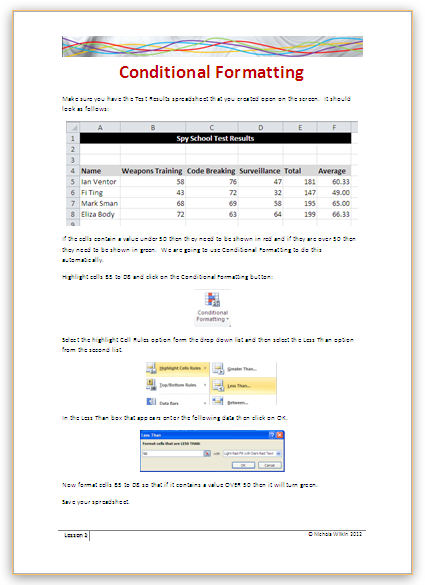 Conditional Formatting
Make sure you have the Test Results spreadsheet that you created open on the screen. It should
look as follows:
A B C D E F
1 Spy School Test Results
2
3
4 Name Weapons Training Code Breaking Surveillance Total Average
5 Ian Ventor 58 76 47 181 60.33
6 Fi Ting 43 72 32 147 49.00
7 Mark Sman 68 69 58 195 65.00
8 Eliza Body 72 63 64 199 66.33
9
If the cells contain a value under 50 then they need to be shown in red and if they are over 50 then
they need to be shown in green. We are going to use Conditional Formatting to do this
automatically.
Highlight cells B5 to D8 and click on the Conditional Formatting button:
Conditional
Formatting
Select the highlight Cell Rules option form the drop down list and then select the Less Than option
from the second list.
Highlight Cells Rules Greater Than...
Top/Bottom Rules Less Than...
Data Bars Between...
In the Less Than box that appears enter the following data then click on OK.
Less Than
Format cells that are LESS THAN:
50 with Light Red Fill with Dark Red Text
OK Cancel
Now format cells B5 to D8 so that if it contains a value OVER 50 then it will turn green.
Save your spreadsheet.
© Nichola Wilkin 2012